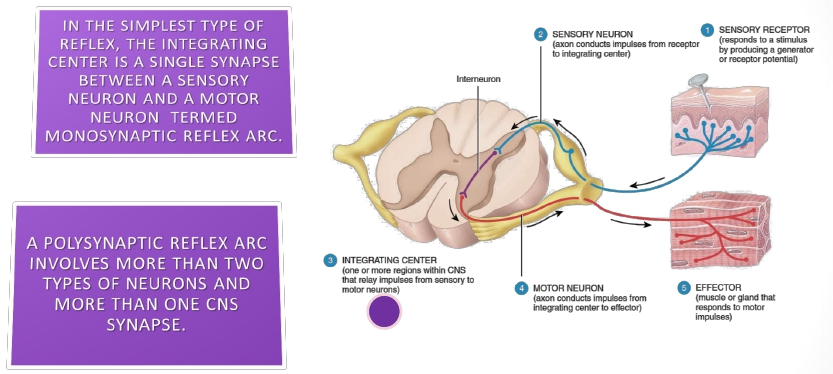 IN THE SIMPLEST TYPE OF
REFLEX, THE INTEGRATING
CENTER IS A SINGLE SYNAPSE
BETWEEN A SENSORY
NEURON AND A MOTOR
NEURON TERMED
MONOSYNAPTIC REFLEX ARC.
A POLYSYNAPTIC REFLEX ARC
INVOLVES MORE THAN TWO
TYPES OF NEURONS AND
MORE THAN ONE CNS
SYNAPSE.
1 SENSORY RECEPTOR
(responds to a stimulus
by producing a generator
or receptor potential)
2 SENSORY NEURON
(axon conducts impulses from receptor
to integrating center)
Interneuron
3 INTEGRATING CENTER
(one or more regions within CNS
that relay impulses from sensory to
motor neurons)
4 MOTOR NEURON
(axon conducts impulses from
integrating center to effector)
5 EFFECTOR
(muscle or gland that
responds to motor
impulses)